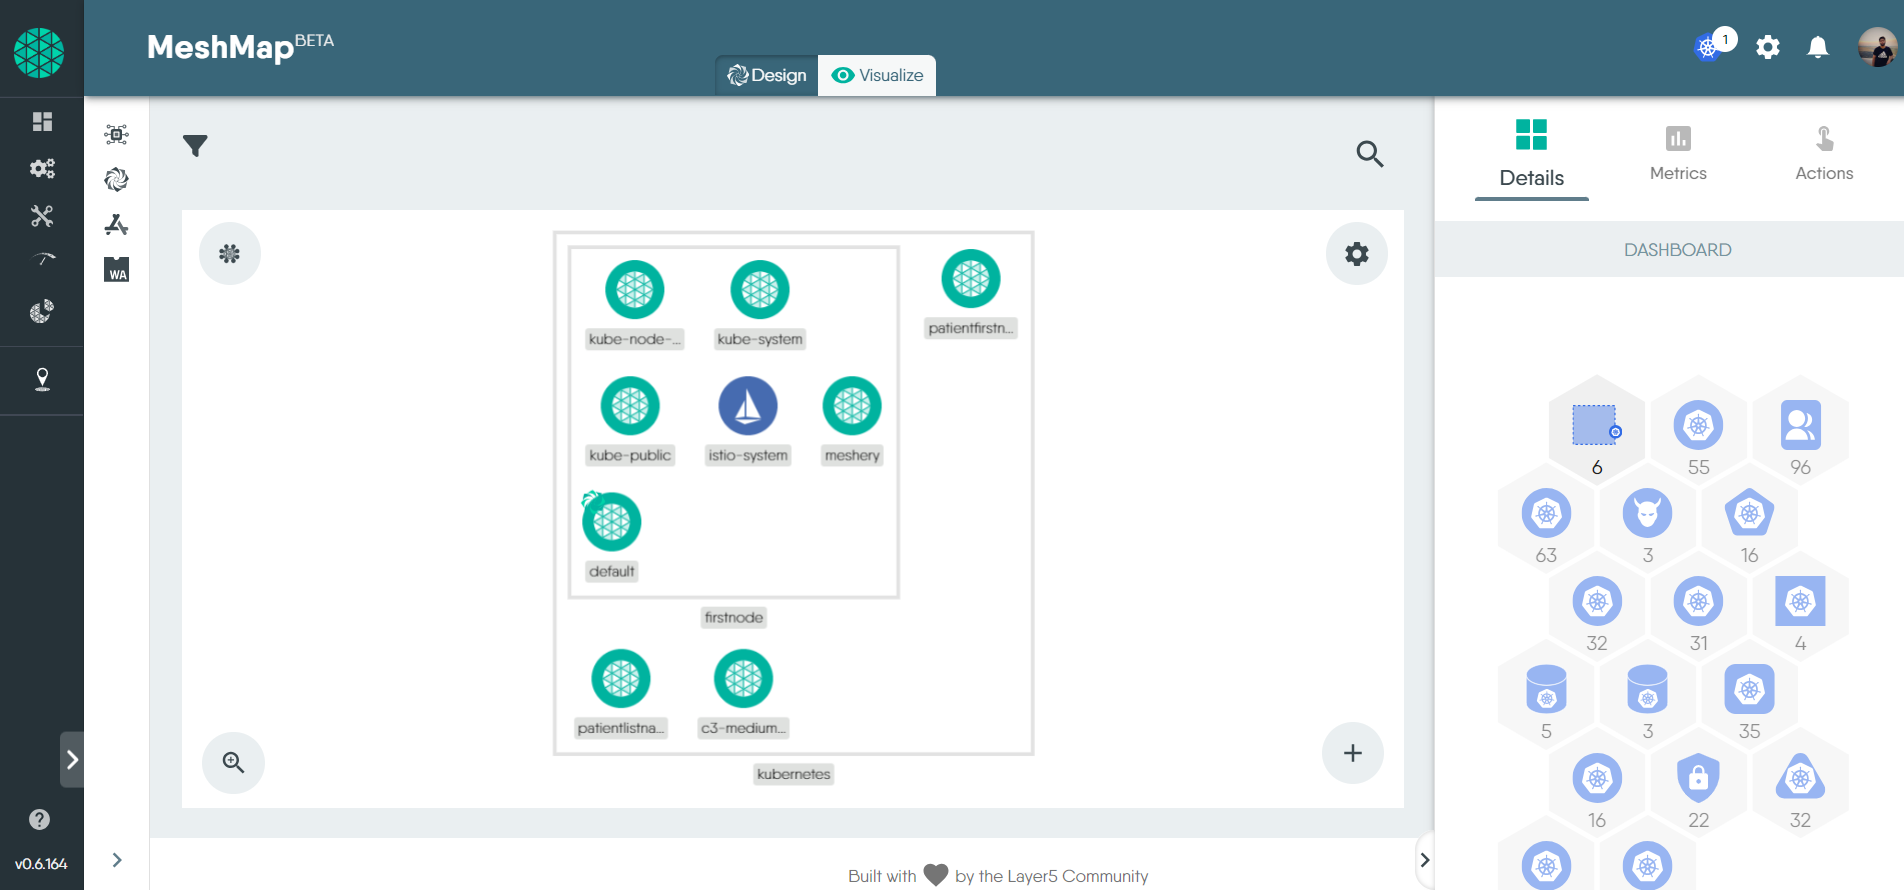 MeshMap BETA
1
Design
Visualize
Details
Metrics
Actions
DASHBOARD
WA
kube-node-...
kube-system
patientfirstn...
kube-public
istio-system
meshery
default
firstnode
patientlistna...
c3-medium...
kubernetes
6
55
96
63
3
16
32
31
4
5
3
35
16
22
32
v0.6.164
Built with by the Layer5 Community